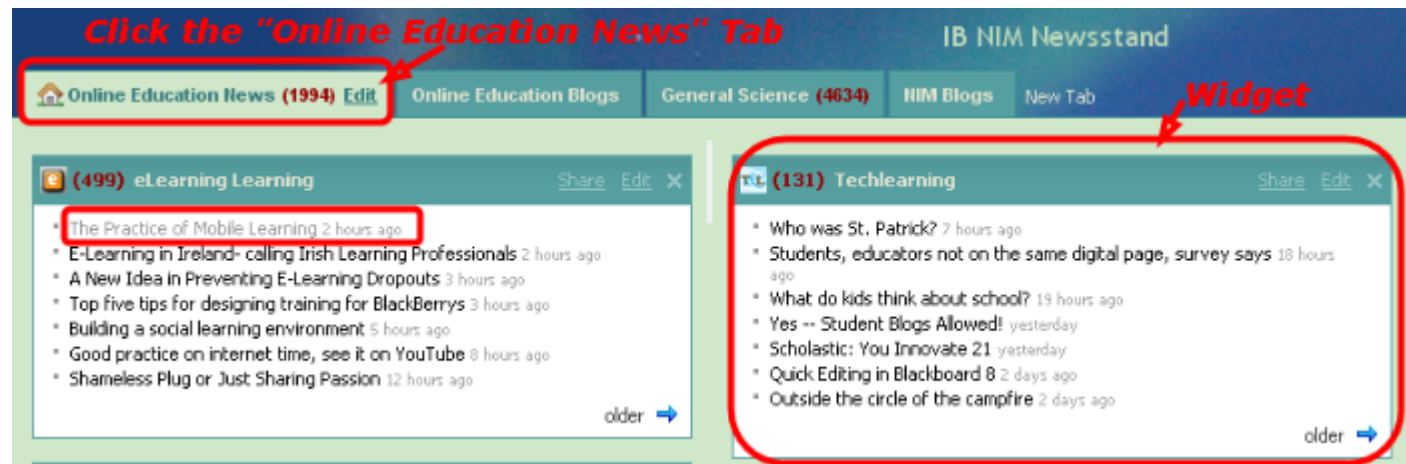 Click the "Online Education News" Tab
IB NIM Newsstand
Online Education News (1994) Edit
Online Education Blogs
General Science (4634)
NIM Blogs
New Tab
Widget
(499) eLearning Learning Share Edit
The Practice of Mobile Learning 2 hours ago
E-Learning in Ireland- calling Irish Learning Professionals 2 hours ago
A New Idea in Preventing E-Learning Dropouts 3 hours ago
Top five tips for designing training for BlackBerrys 3 hours ago
Building a social learning environment 5 hours ago
Good practice on internet time, see it on YouTube 8 hours ago
Shameless Plug or Just Sharing Passion 12 hours ago
older
T&L (131) Techlearning Share Edit
Who was St. Patrick? 7 hours ago
Students, educators not on the same digital page, survey says 18 hours
ago
What do kids think about school? 19 hours ago
Yes -- Student Blogs Allowed! yesterday
Scholastic: You Innovate 21 yesterday
Quick Editing in Blackboard 8 2 days ago
Outside the circle of the campfire 2 days ago
older